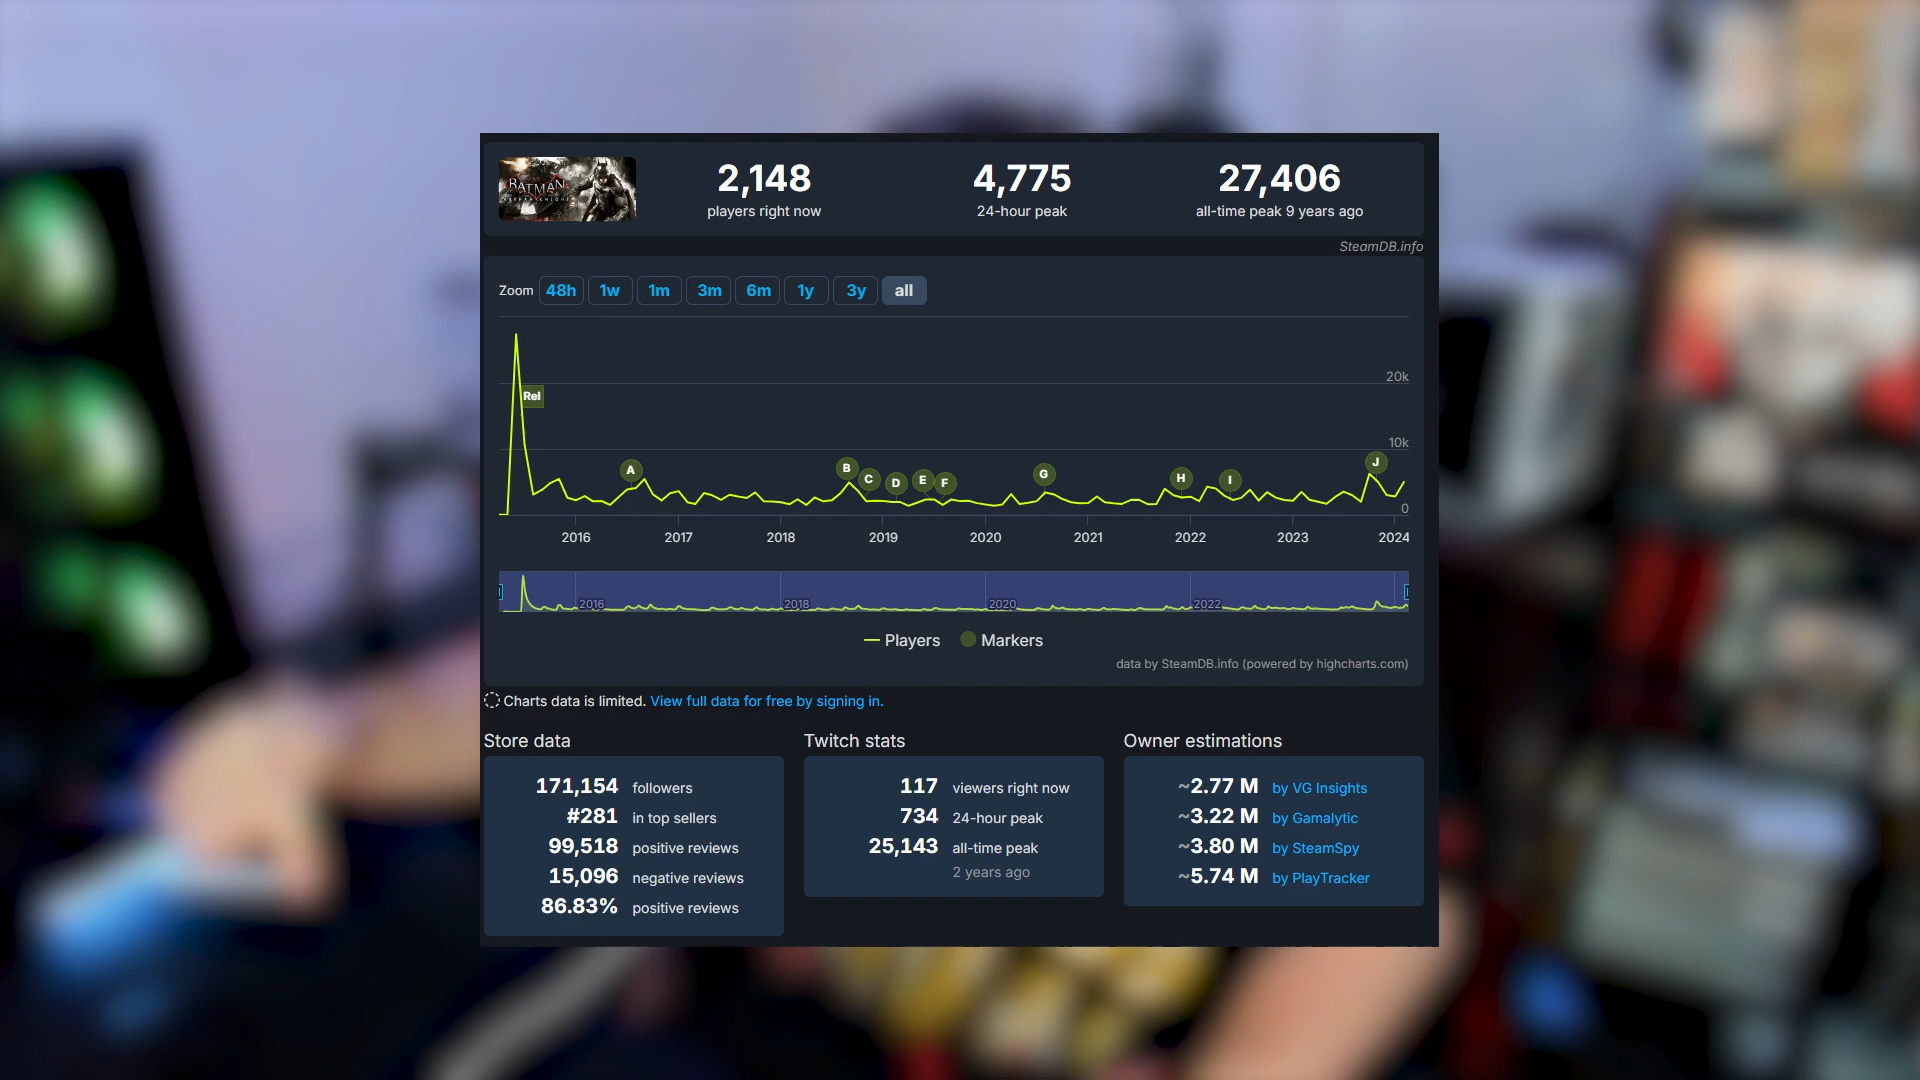 BATMAN
2,148
players right now
4,775
24-hour peak
27,406
all-time peak 9 years ago
SteamDB.info
Zoom 48h 1w 1m 3m 6m 1y 3y all
20k
Rel
10k
A B C D E F G H I J
0
2016 2017 2018 2019 2020 2021 2022 2023 2024
2016 2018 2020 2022
Players Markers
data by SteamDB.info (powered by highcharts.com)
Charts data is limited. View full data for free by signing in.
Store data
171,154 followers
#281 in top sellers
99,518 positive reviews
15,096 negative reviews
86.83% positive reviews
Twitch stats
117 viewers right now
734 24-hour peak
25,143 all-time peak
2 years ago
Owner estimations
~2.77 M by VG Insights
~3.22 M by Gamalytic
~3.80 M by SteamSpy
~5.74 M by PlayTracker